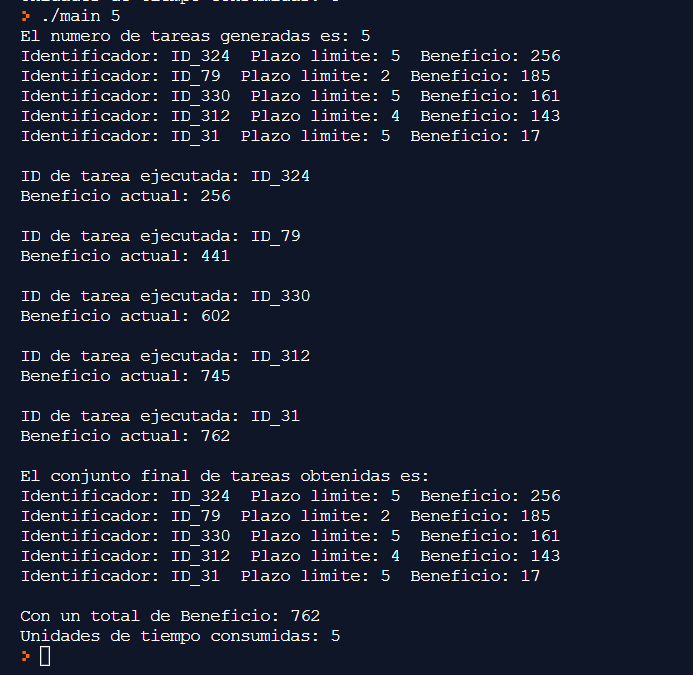 > ./main 5
El numero de tareas generadas es: 5
Identificador: ID_324  Plazo limite: 5  Beneficio: 256
Identificador: ID_79  Plazo limite: 2  Beneficio: 185
Identificador: ID_330  Plazo limite: 5  Beneficio: 161
Identificador: ID_312  Plazo limite: 4  Beneficio: 143
Identificador: ID_31  Plazo limite: 5  Beneficio: 17
ID de tarea ejecutada: ID_324
Beneficio actual: 256
ID de tarea ejecutada: ID_79
Beneficio actual: 441
ID de tarea ejecutada: ID_330
Beneficio actual: 602
ID de tarea ejecutada: ID_312
Beneficio actual: 745
ID de tarea ejecutada: ID_31
Beneficio actual: 762
El conjunto final de tareas obtenidas es:
Identificador: ID_324  Plazo limite: 5  Beneficio: 256
Identificador: ID_79  Plazo limite: 2  Beneficio: 185
Identificador: ID_330  Plazo limite: 5  Beneficio: 161
Identificador: ID_312  Plazo limite: 4  Beneficio: 143
Identificador: ID_31  Plazo limite: 5  Beneficio: 17
Con un total de Beneficio: 762
Unidades de tiempo consumidas: 5
>